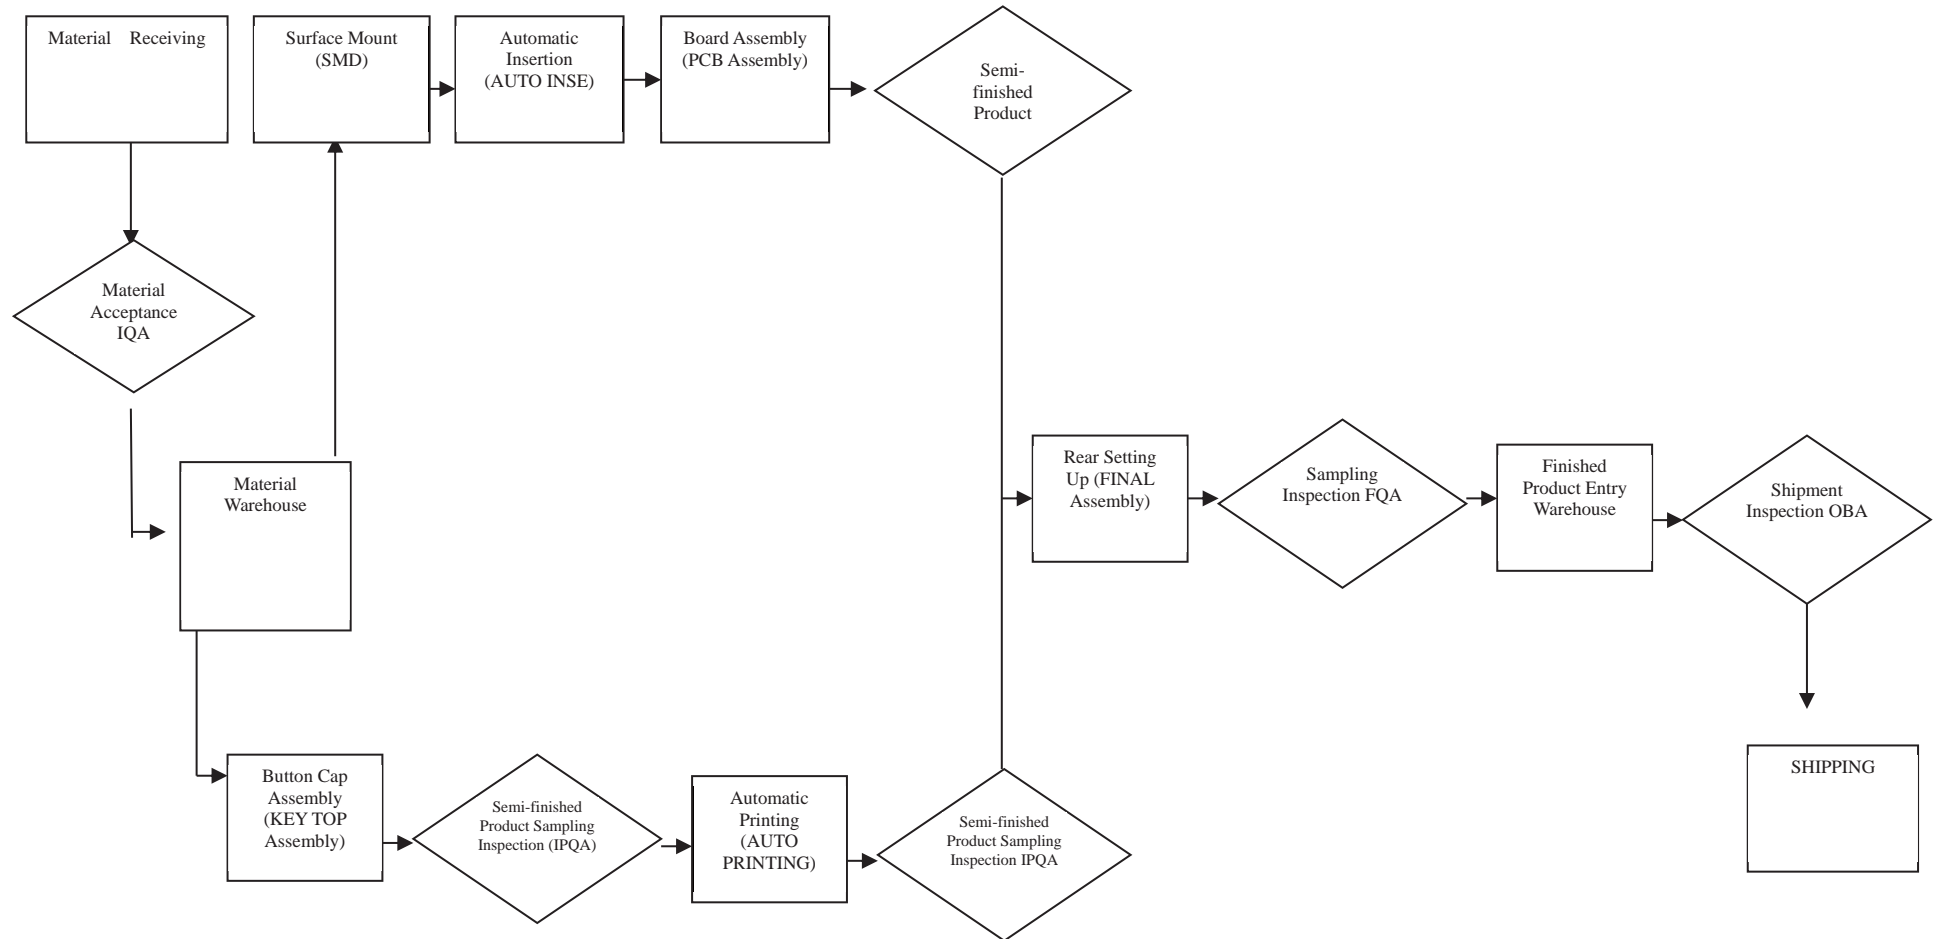 Material Receiving
Surface Mount
(SMD)
Automatic
Insertion
(AUTO INSE)
Board Assembly
(PCB Assembly)
Semi-
finished
Product
Material
Acceptance
IQA
Material
Warehouse
Rear Setting
Up (FINAL
Assembly)
Sampling
Inspection FQA
Finished
Product Entry
Warehouse
Shipment
Inspection OBA
Button Cap
Assembly
(KEY TOP
Assembly)
Semi-finished
Product Sampling
Inspection (IPQA)
Automatic
Printing
(AUTO
PRINTING)
Semi-finished
Product Sampling
Inspection IPQA
SHIPPING